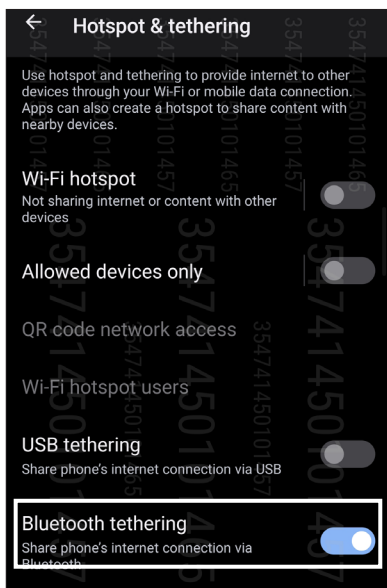 Hotspot & tethering
Use hotspot and tethering to provide internet to other
devices through your Wi-Fi or mobile data connection.
Apps can also create a hotspot to share content with
nearby devices.
Wi-Fi hotspot
Not sharing internet or content with other
devices
Allowed devices only
QR code network access
Wi-Fi hotspot users
USB tethering
Share phone's internet connection via USB
Bluetooth tethering
Share phone's internet connection via
Bluetooth